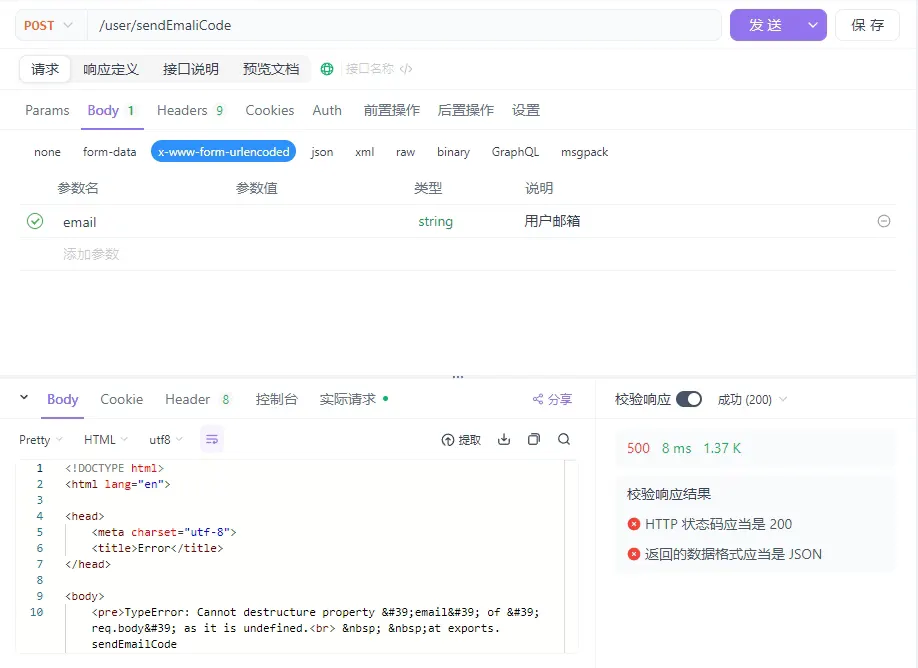 POST /user/sendEmaliCode 发 送 保 存
请求 响应定义 接口说明 预览文档 接口名称 </>
Params Body 1 Headers 9 Cookies Auth 前置操作 后置操作 设置
none form-data x-www-form-urlencoded json xml raw binary GraphQL msgpack
参数名 参数值 类型 说明
email string 用户邮箱
添加参数
Body Cookie Header 8 控制台 实际请求 分享
Pretty HTML utf8 提取
1 <!DOCTYPE html>
2 <html lang="en">
3
4 <head>
5 <meta charset="utf-8">
6 <title>Error</title>
7 </head>
8
9 <body>
10 <pre>TypeError: Cannot destructure property &#39;email&#39; of &#39;
req.body&#39; as it is undefined.<br> &nbsp; &nbsp;at exports.
sendEmailCode
校验响应 成功 (200)
500 8 ms 1.37 K
校验响应结果
HTTP 状态码应当是 200
返回的数据格式应当是 JSON